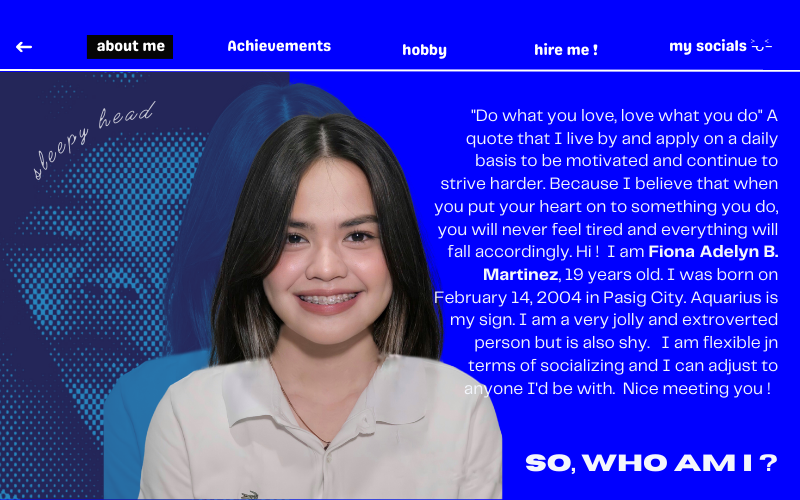 about me
Achievements
hobby
hire me !
my socials
sleepy head
"Do what you love, love what you do" A
quote that I live by and apply on a daily
basis to be motivated and continue to
strive harder. Because I believe that when
you put your heart on to something you do,
you will never feel tired and everything will
fall accordingly. Hi ! I am Fiona Adelyn B.
Martinez, 19 years old. I was born on
February 14, 2004 in Pasig City. Aquarius is
my sign. I am a very jolly and extroverted
person but is also shy. I am flexible jn
terms of socializing and I can adjust to
anyone I'd be with. Nice meeting you !
SO, WHO AM I ?